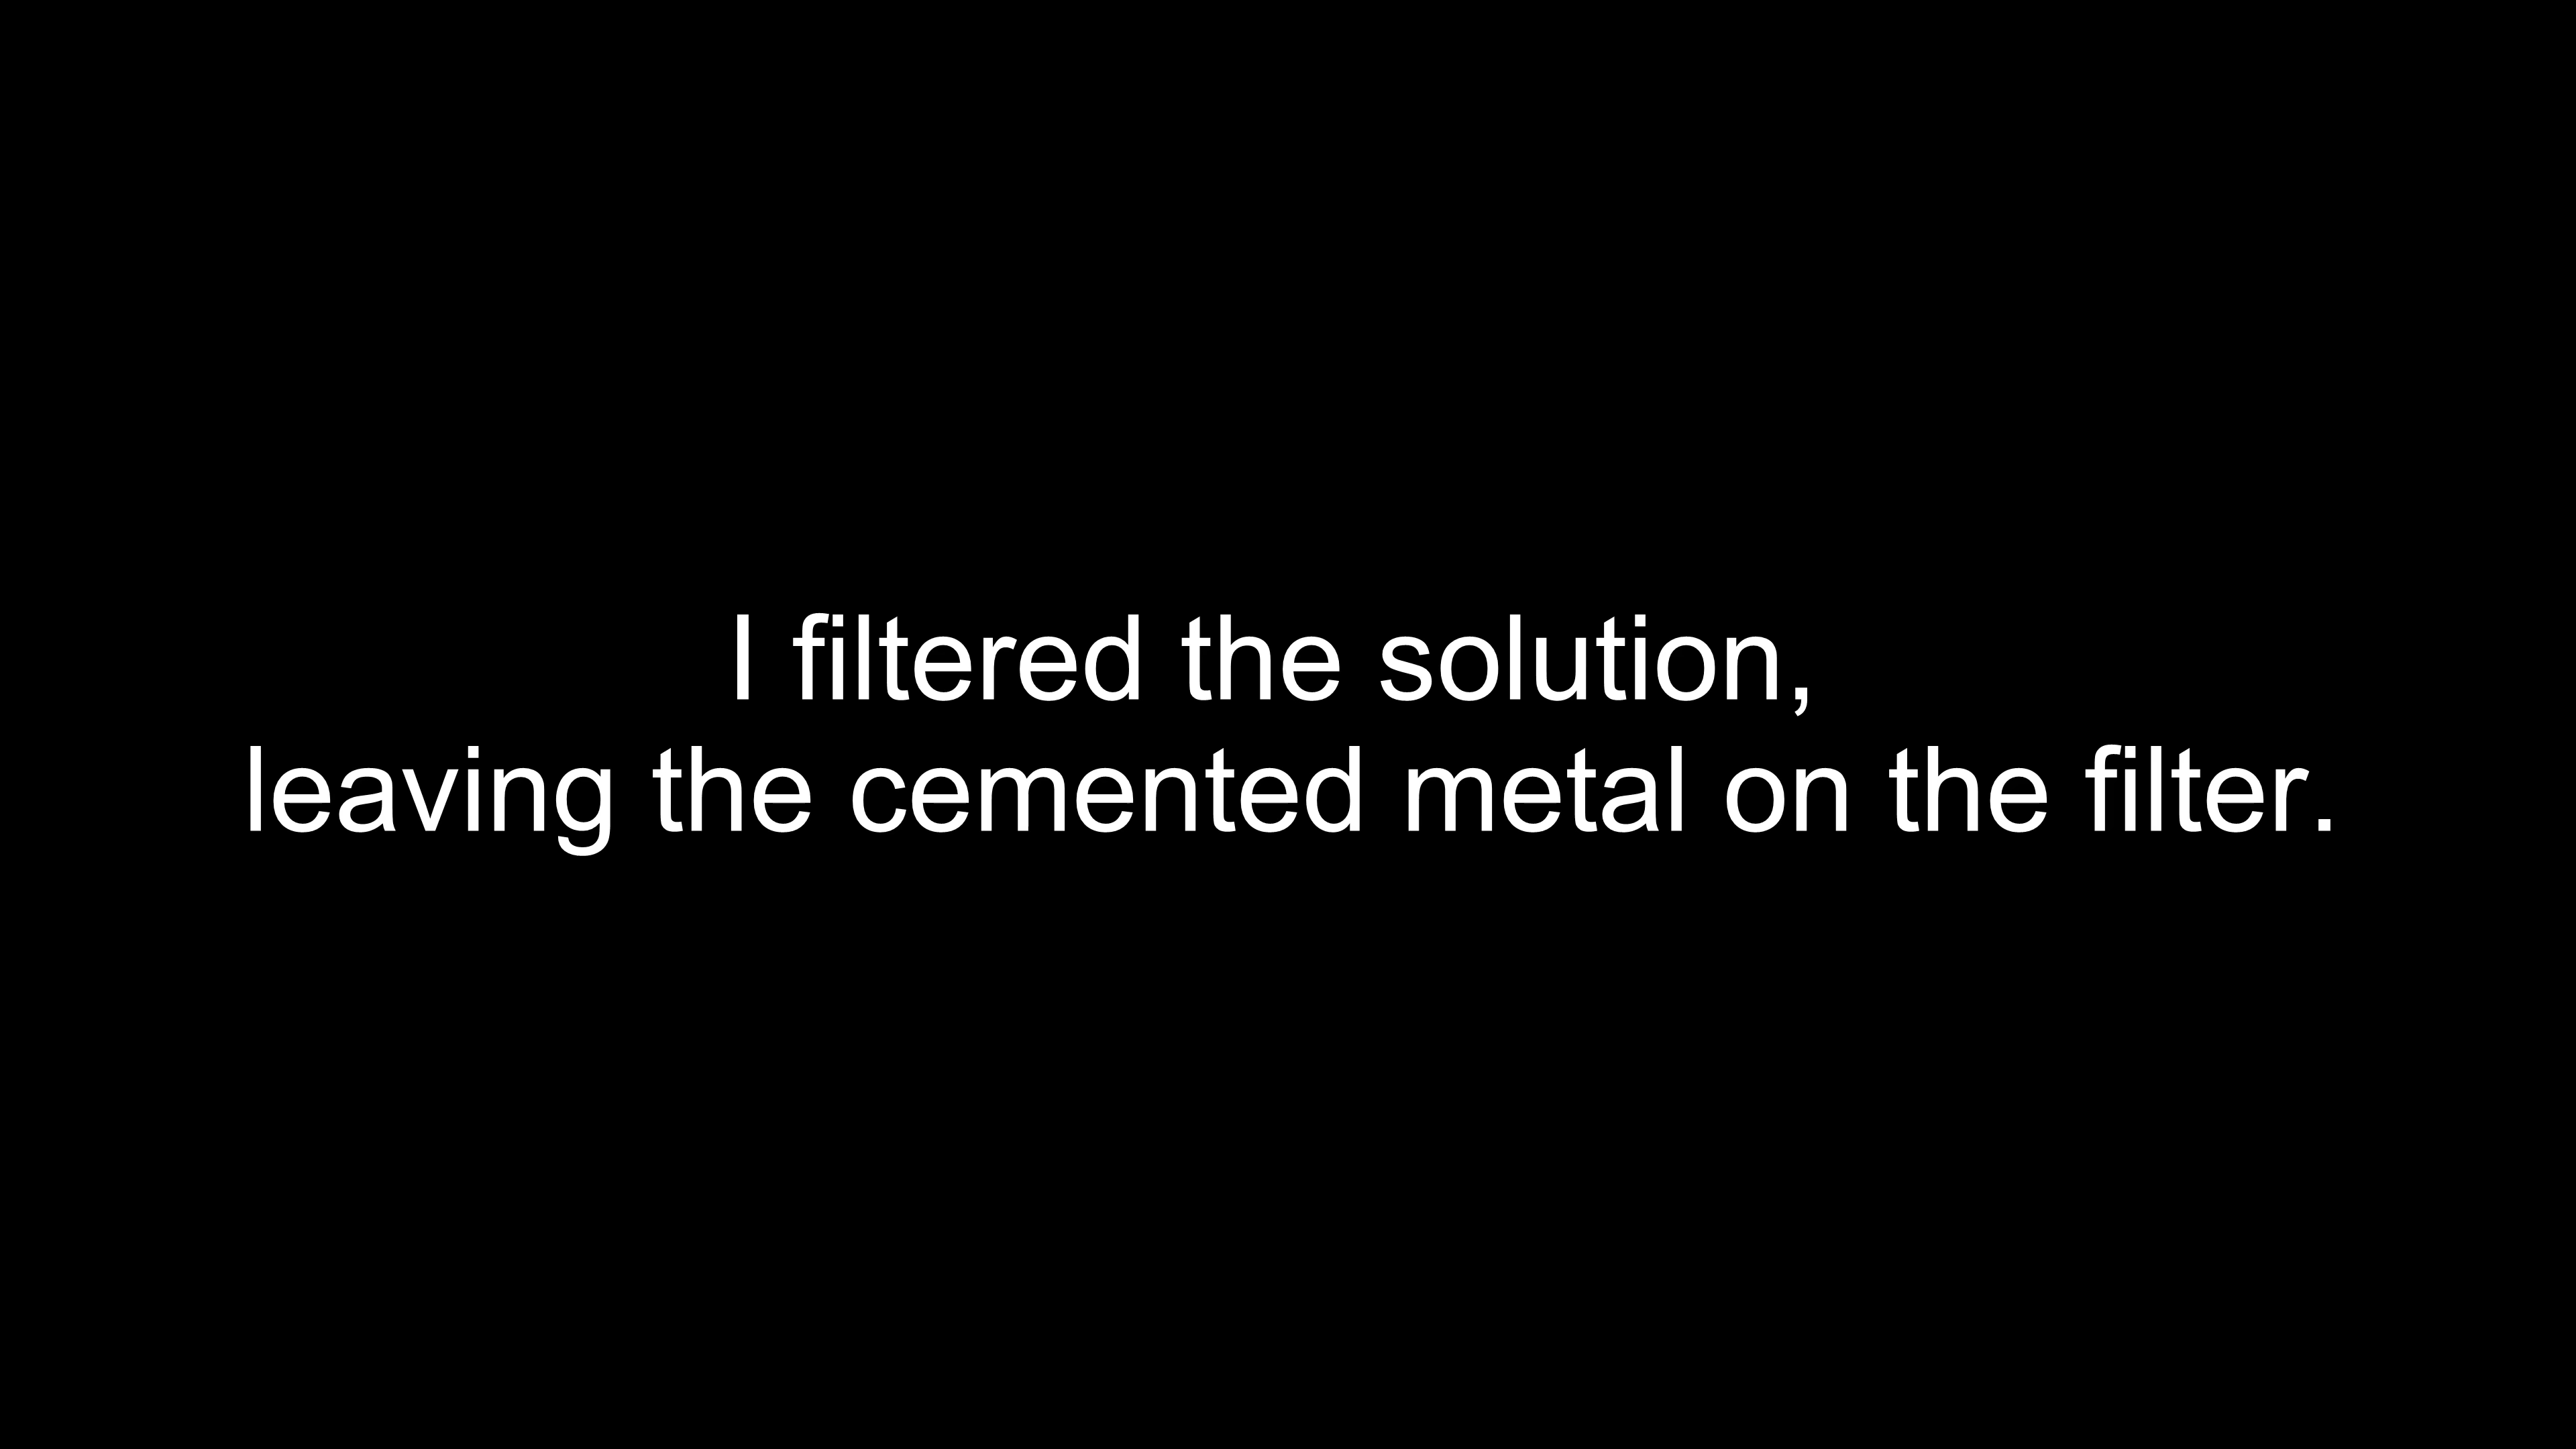 I filtered the solution,
leaving the cemented metal on the filter.